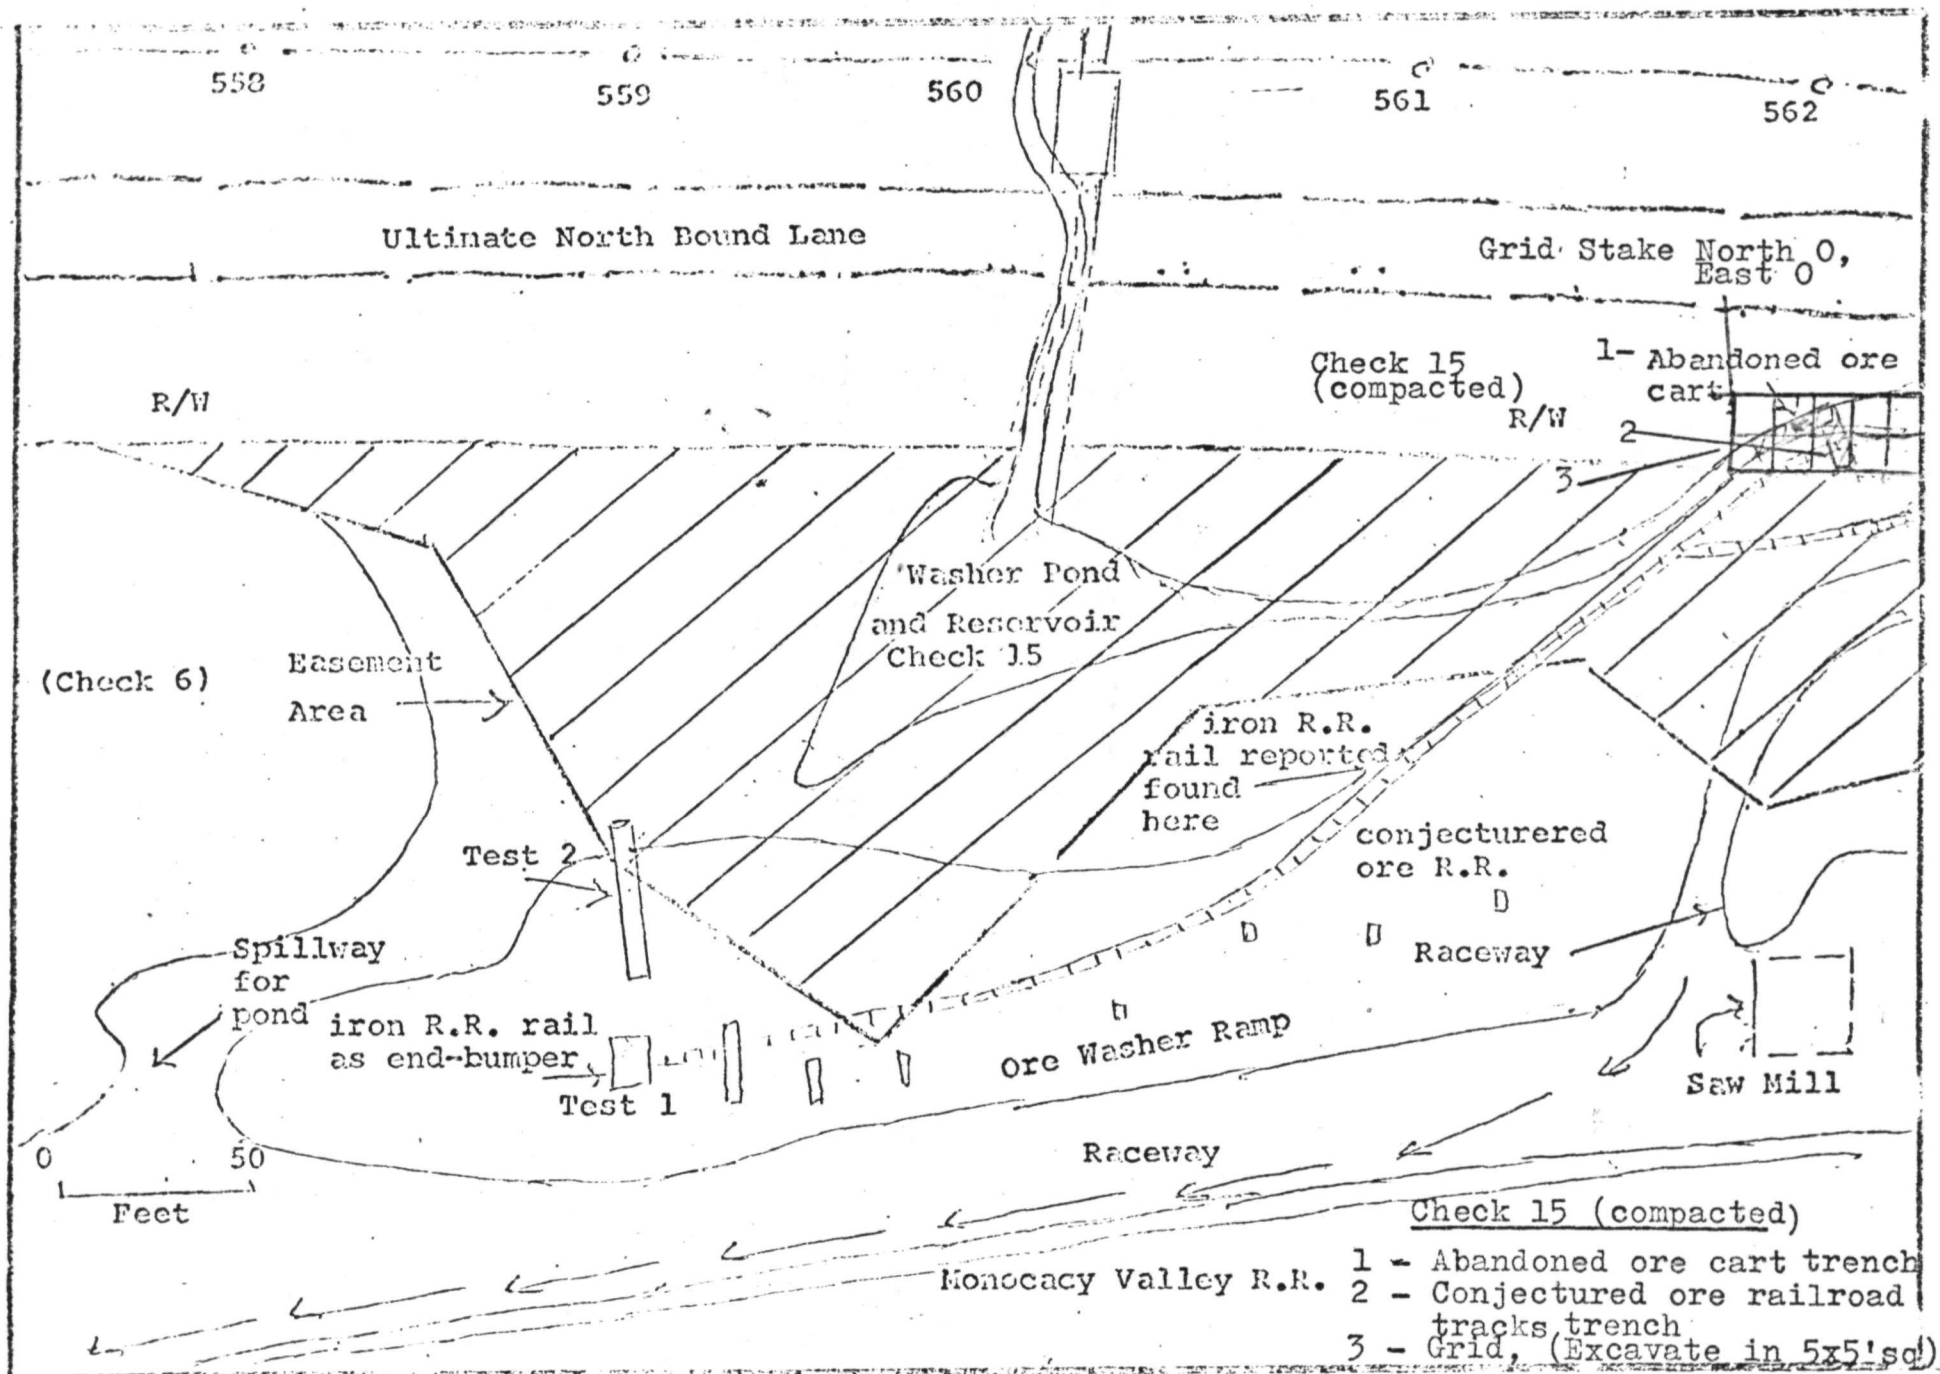 558
559
560
561
562
Ultinate North Bound Lane
Grid Stake North 0,
East 0
R/W
Check 15
(compacted)
R/W
1- Abandoned ore
cart
2
3
Washer Pond
and Reservoir
Check 15
(Check 6)
Easement
Area
iron R.R.
rail reported
found
here
conjecturered
ore R.R.
Test 2
Raceway
Spillway
for
pond
iron R.R. rail
as end-bumper
Test 1
Ore Washer Ramp
Saw Mill
0 50
Feet
Raceway
Monocacy Valley R.R.
Check 15 (compacted)
1 - Abandoned ore cart trench
2 - Conjectured ore railroad
tracks trench
3 - Grid, (Excavate in 5x5'sq!)